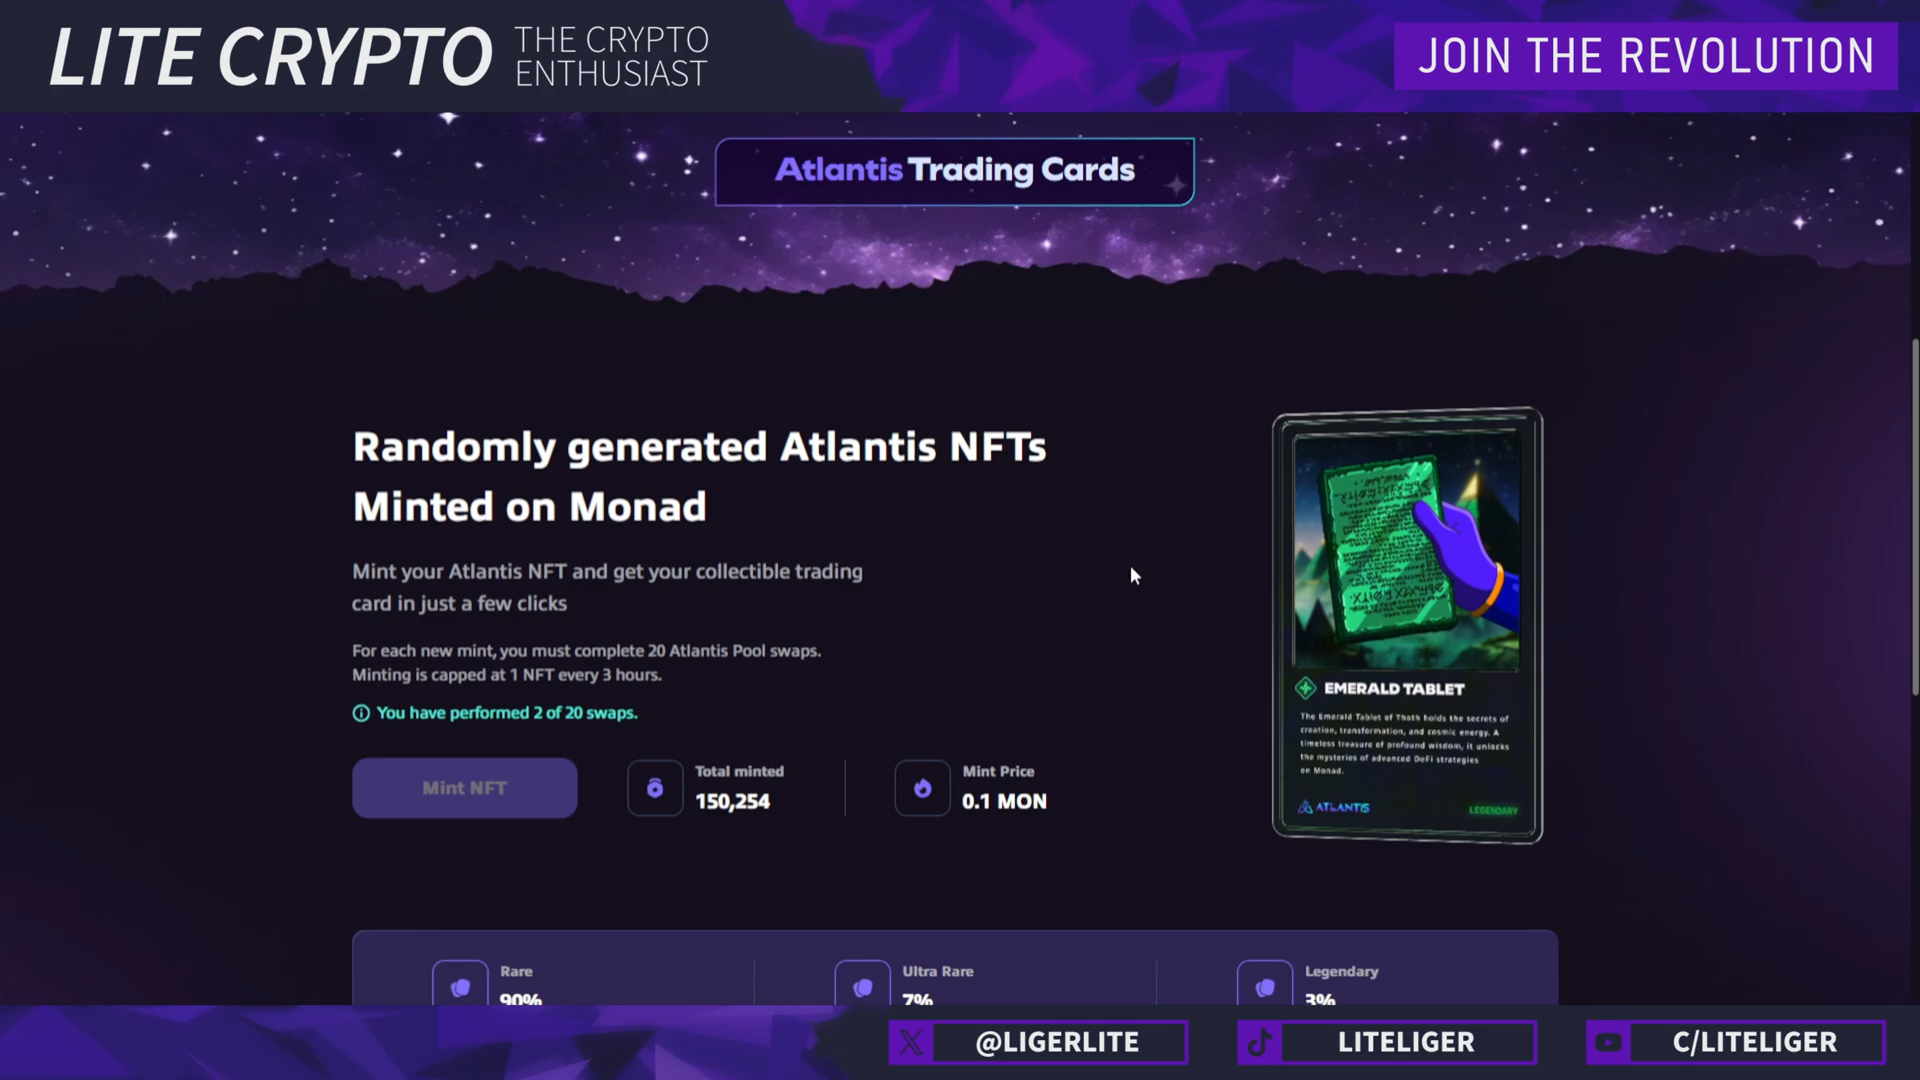 LITE CRYPTO
THE CRYPTO
ENTHUSIAST
JOIN THE REVOLUTION
Atlantis Trading Cards
Randomly generated Atlantis NFTs
Minted on Monad
Mint your Atlantis NFT and get your collectible trading
card in just a few clicks
For each new mint, you must complete 20 Atlantis Pool swaps.
Minting is capped at 1 NFT every 3 hours.
You have performed 2 of 20 swaps.
Mint NFT
Total minted
150,254
Mint Price
0.1 MON
EMERALD TABLET
The Emerald Tablet of Thoth holds the secrets of
creation, transformation, and cosmic energy. A
timeless treasure of profound wisdom, it unlocks
the mysteries of advanced DeFi strategies
on Monad.
ATLANTIS
LEGENDARY
Rare
90%
Ultra Rare
7%
Legendary
3%
@LIGERLITE
LITELIGER
C/LITELIGER